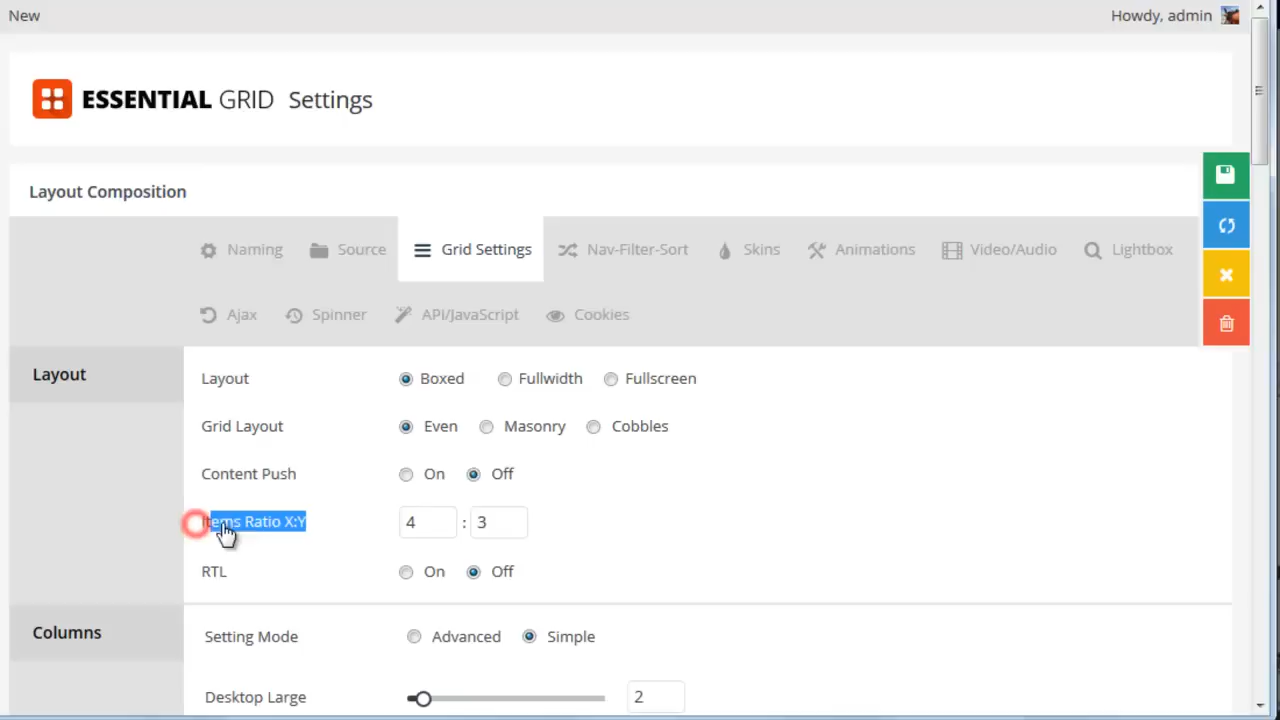 New Howdy, admin
ESSENTIAL GRID Settings
Layout Composition
Naming Source Grid Settings Nav-Filter-Sort Skins Animations Video/Audio Lightbox
Ajax Spinner API/JavaScript Cookies
Layout Layout Boxed Fullwidth Fullscreen
Grid Layout Even Masonry Cobbles
Content Push On Off
Items Ratio X:Y 4 : 3
RTL On Off
Columns Setting Mode Advanced Simple
Desktop Large 2